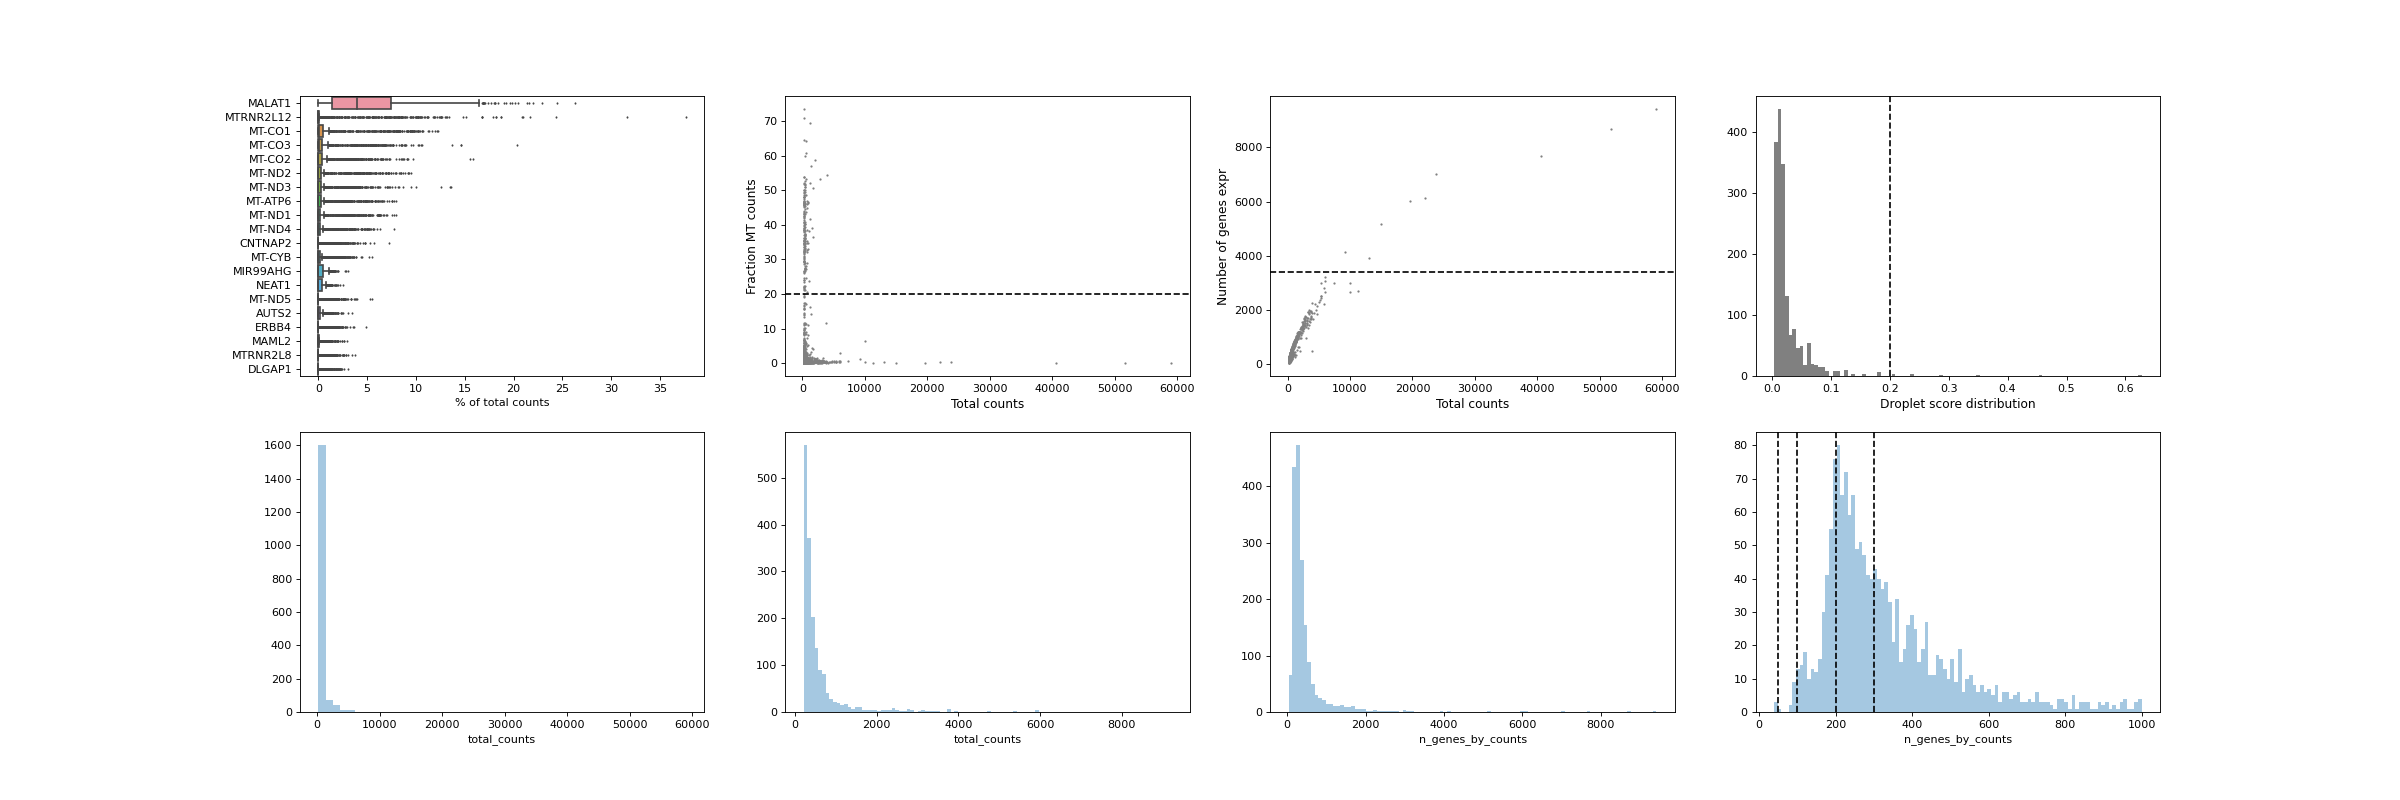 MALAT1
MTRNR2L12
MT-CO1
MT-CO3
MT-CO2
MT-ND2
MT-ND3
MT-ATP6
MT-ND1
MT-ND4
CNTNAP2
MT-CYB
MIR99AHG
NEAT1
MT-ND5
AUTS2
ERBB4
MAML2
MTRNR2L8
DLGAP1
0 5 10 15 20 25 30 35
% of total counts
Fraction MT counts
70
60
50
40
30
20
10
0
0 10000 20000 30000 40000 50000 60000
Total counts
Number of genes expr
8000
6000
4000
2000
0
0 10000 20000 30000 40000 50000 60000
Total counts
400
300
200
100
0
0.0 0.1 0.2 0.3 0.4 0.5 0.6
Droplet score distribution
1600
1400
1200
1000
800
600
400
200
0
0 10000 20000 30000 40000 50000 60000
total_counts
500
400
300
200
100
0
0 2000 4000 6000 8000
total_counts
400
300
200
100
0
0 2000 4000 6000 8000
n_genes_by_counts
80
70
60
50
40
30
20
10
0
0 200 400 600 800 1000
n_genes_by_counts